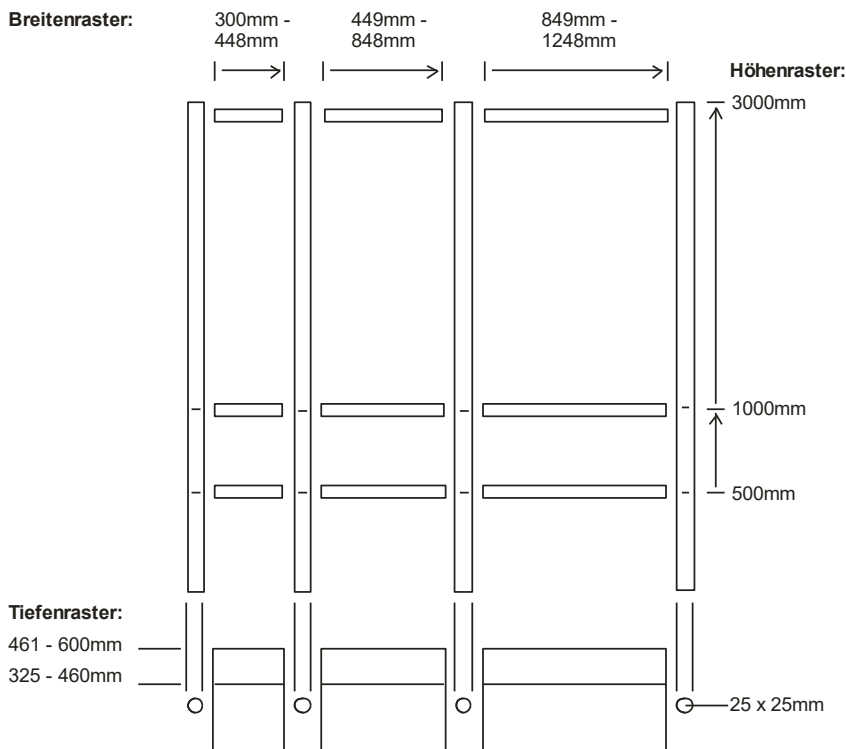 Breitenraster:
300mm -
448mm
449mm -
848mm
849mm -
1248mm
Höhenraster:
3000mm
1000mm
500mm
Tiefenraster:
461 - 600mm
325 - 460mm
25 x 25mm